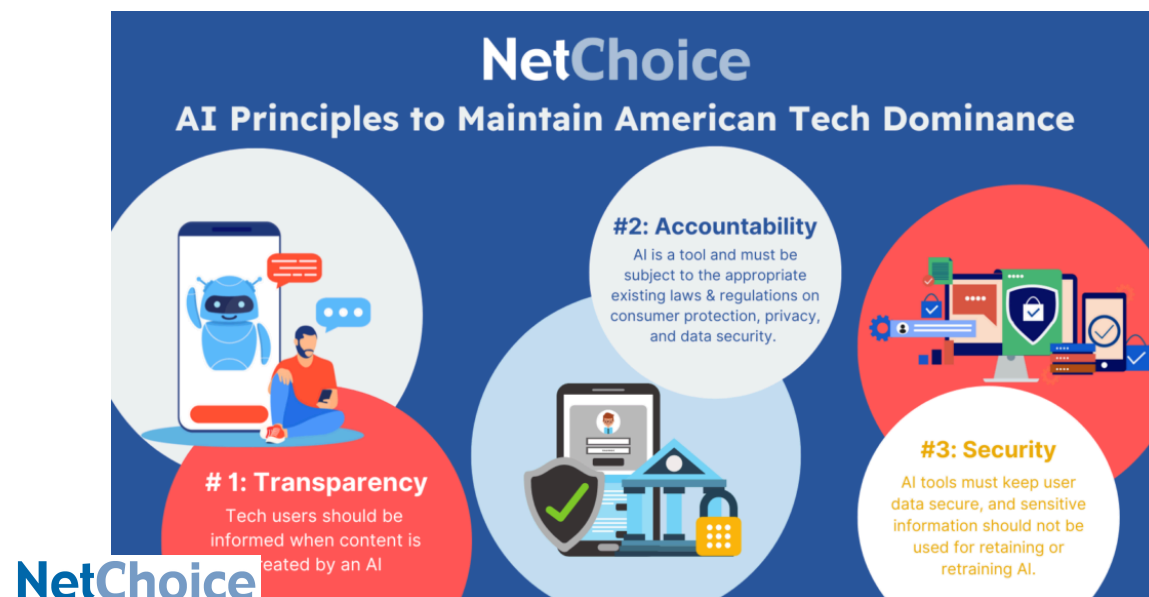 NetChoice
AI Principles to Maintain American Tech Dominance
# 1: Transparency
Tech users should be
informed when content is
reated by an AI
#2: Accountability
AI is a tool and must be
subject to the appropriate
existing laws & regulations on
consumer protection, privacy,
and data security.
#3: Security
AI tools must keep user
data secure, and sensitive
information should not be
used for retaining or
retraining AI.
NetChoice